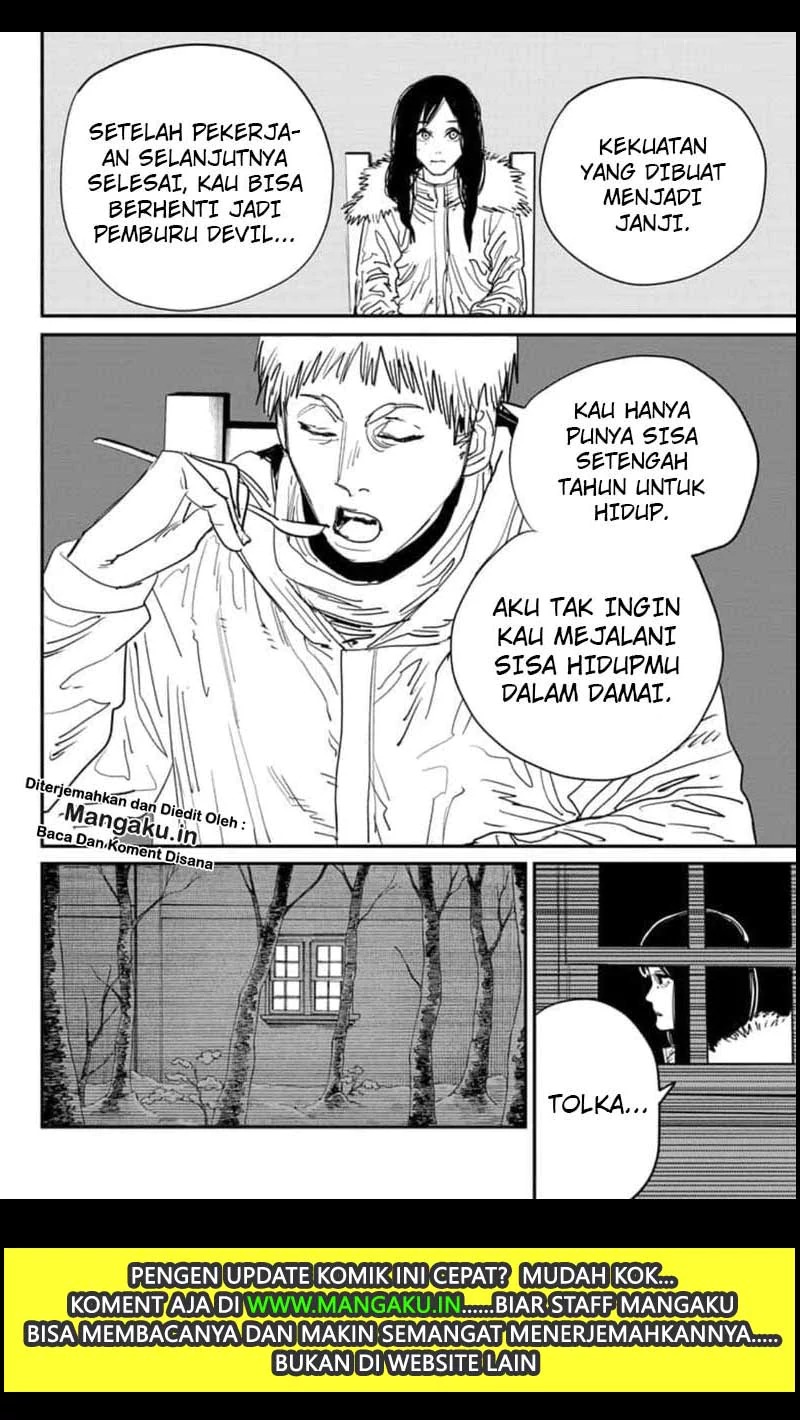 KEKUATAN
YANG DIBUAT
MENJADI
JANJI.
SETELAH PEKERJA-
AN SELANJUTNYA
SELESAI, KAU BISA
BERHENTI JADI
PEMBURU DEVIL...
KAU HANYA
PUNYA SISA
SETENGAH
TAHUN UNTUK
HIDUP.
AKU TAK INGIN
KAU MEJALANI
SISA HIDUPMU
DALAM DAMAI.
Diterjemahkan dan Diedit Oleh :
Mangaku.in
Baca Dan Koment Disana
TOLKA...
PENGEN UPDATE KOMIK INI CEPAT? MUDAH KOK...
KOMENT AJA DI WWW.MANGAKU.IN......BIAR STAFF MANGAKU
BISA MEMBACANYA DAN MAKIN SEMANGAT MENERJEMAHKANNYA.....
BUKAN DI WEBSITE LAIN